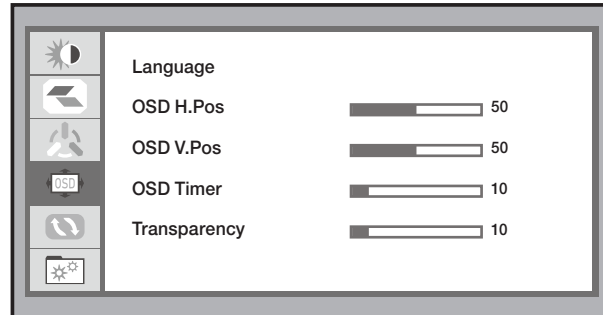 Language
OSD H.Pos 50
OSD V.Pos 50
OSD
OSD Timer 10
Transparency 10